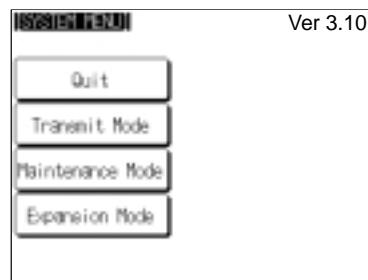 [SYSTEM MENU] Ver 3.10
Quit
Transmit Mode
Maintenance Mode
Expansion Mode